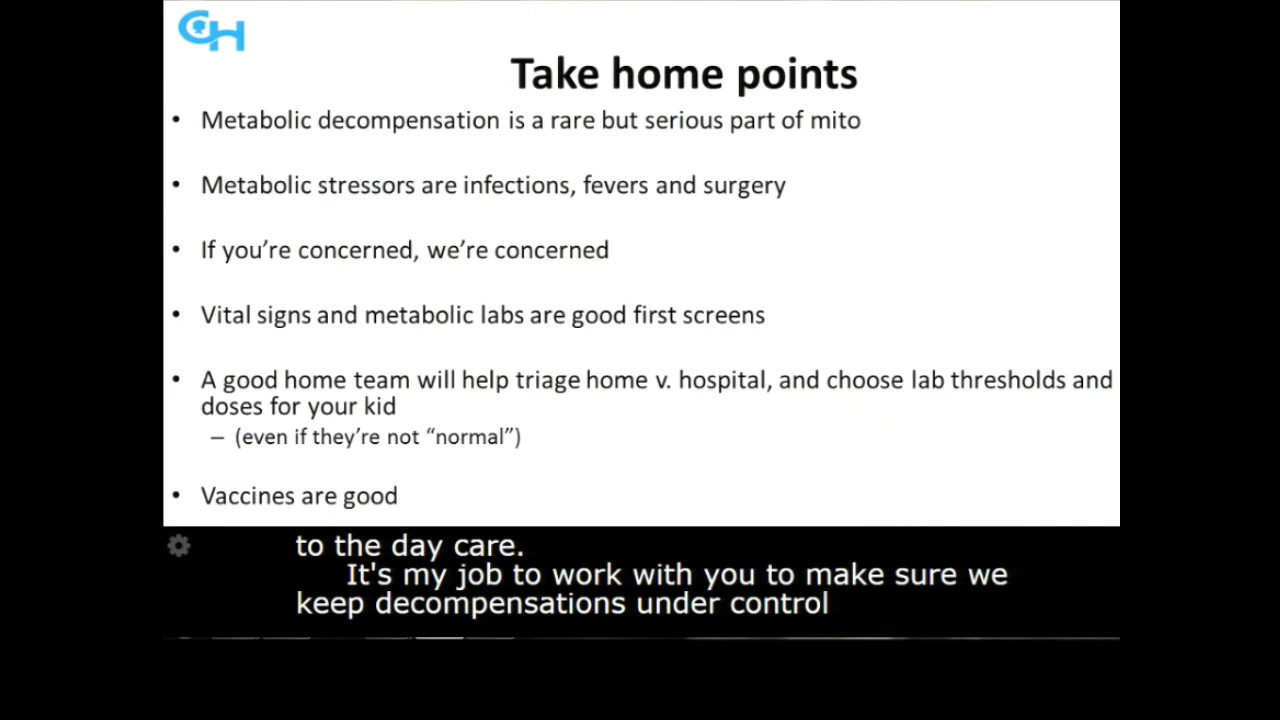 CH
Take home points
• Metabolic decompensation is a rare but serious part of mito
• Metabolic stressors are infections, fevers and surgery
• If you’re concerned, we’re concerned
• Vital signs and metabolic labs are good first screens
• A good home team will help triage home v. hospital, and choose lab thresholds and
doses for your kid
– (even if they’re not “normal”)
• Vaccines are good
to the day care.
It's my job to work with you to make sure we
keep decompensations under control